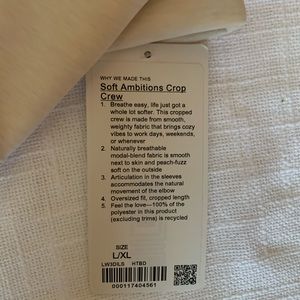 WHY WE MADE THIS
Soft Ambitions Crop
Crew
1. Breathe easy, life just got a
whole lot softer. This cropped
crew is made from smooth,
weighty fabric that brings cozy
vibes to work days, weekends,
or whenever
2. Naturally breathable
modal-blend fabric is smooth
next to skin and peach-fuzz
soft on the outside
3. Articulation in the sleeves
accommodates the natural
movement of the elbow
4. Oversized fit, cropped length
5. Feel the love—100% of the
polyester in this product
(excluding trims) is recycled
SIZE
L/XL
LW3DILS HTBD
000117404561